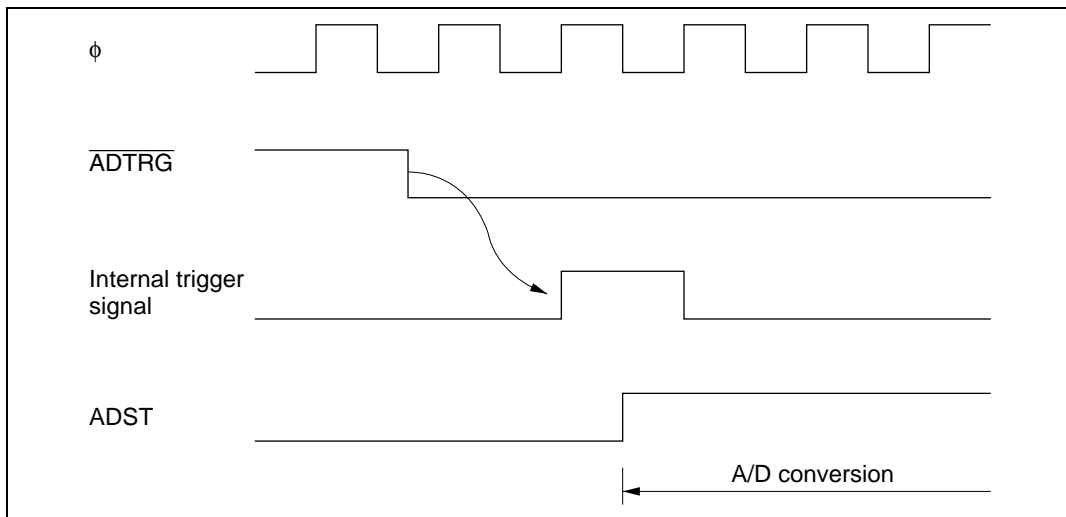 ϕ
ADTRG
Internal trigger
signal
ADST
A/D conversion